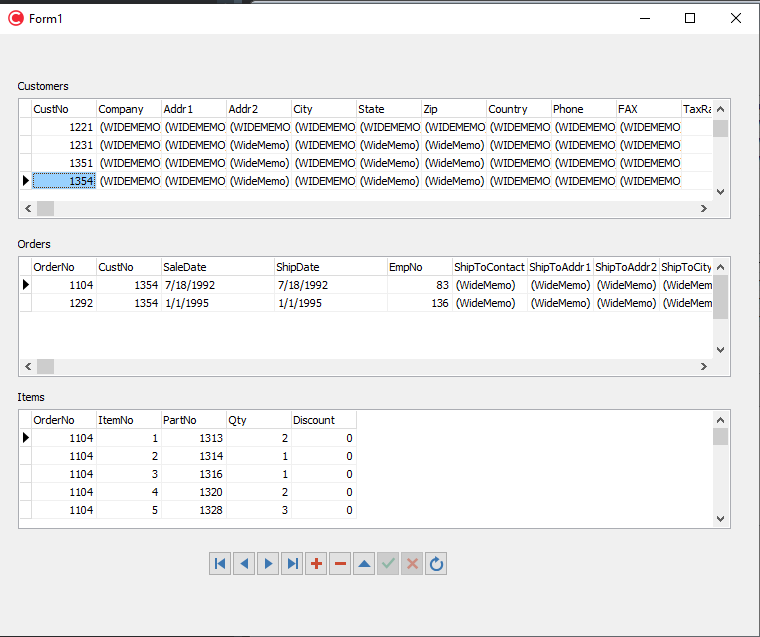 Form1
Customers
CustNo Company Addr1 Addr2 City State Zip Country Phone FAX TaxRa
1221 (WIDEMEMO (WIDEMEMO (WIDEMEMO (WIDEMEMO (WIDEMEMO (WIDEMEMO (WIDEMEMO (WIDEMEMO (WIDEMEMO
1231 (WIDEMEMO (WIDEMEMO (WideMemo) (WIDEMEMO (WideMemo) (WideMemo) (WIDEMEMO (WIDEMEMO (WIDEMEMO
1351 (WIDEMEMO (WIDEMEMO (WideMemo) (WIDEMEMO (WideMemo) (WideMemo) (WIDEMEMO (WIDEMEMO (WIDEMEMO
1354 (WIDEMEMO (WIDEMEMO (WideMemo) (WIDEMEMO (WideMemo) (WideMemo) (WIDEMEMO (WIDEMEMO (WIDEMEMO
Orders
OrderNo CustNo SaleDate ShipDate EmpNo ShipToContact ShipToAddr1 ShipToAddr2 ShipToCity
1104 1354 7/18/1992 7/18/1992 83 (WideMemo) (WideMemo) (WideMemo) (WideMem
1292 1354 1/1/1995 1/1/1995 136 (WideMemo) (WideMemo) (WideMemo) (WideMem
Items
OrderNo ItemNo PartNo Qty Discount
1104 1 1313 2 0
1104 2 1314 1 0
1104 3 1316 1 0
1104 4 1320 2 0
1104 5 1328 3 0